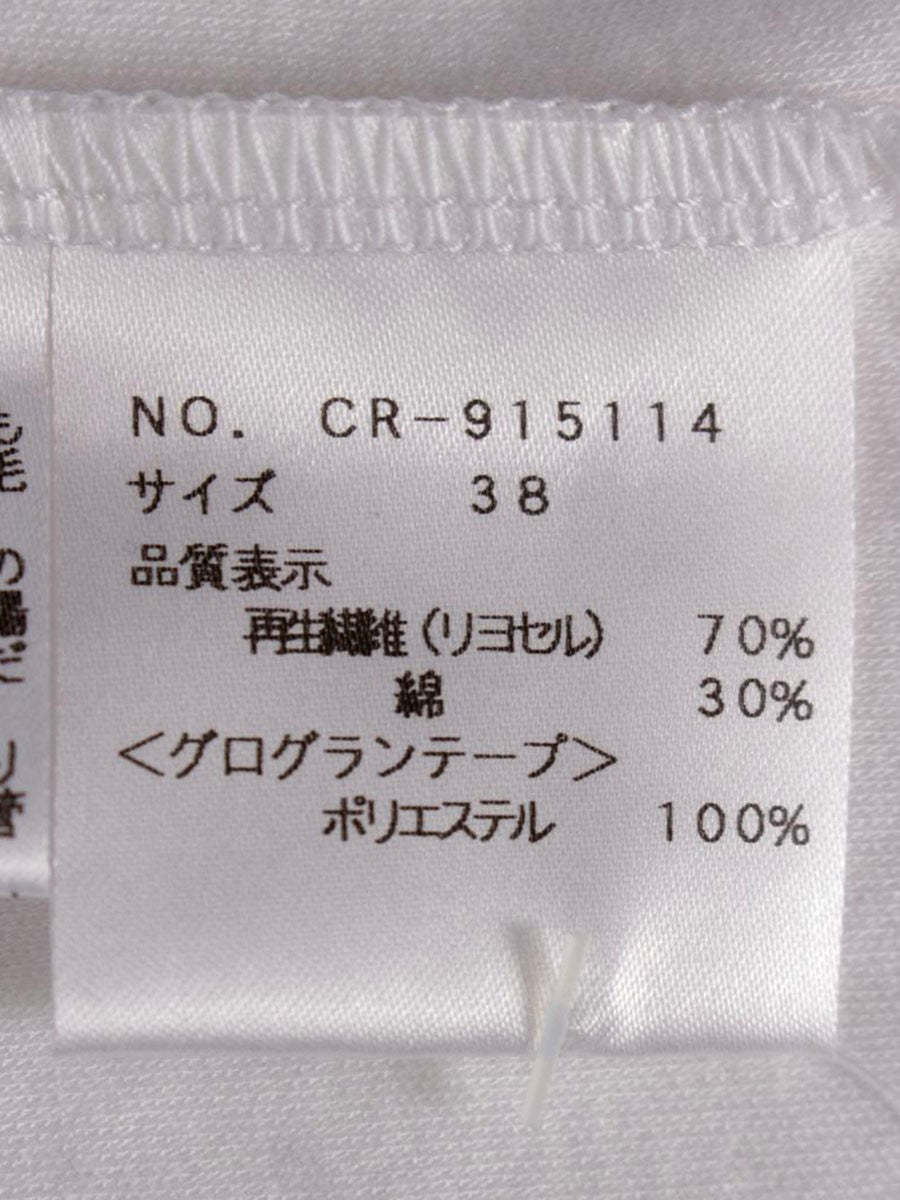 NO. CR-915114
サイズ 38
品質表示
再生繊維(リヨセル) 70%
綿 30%
<グログランテープ>
ポリエステル 100%